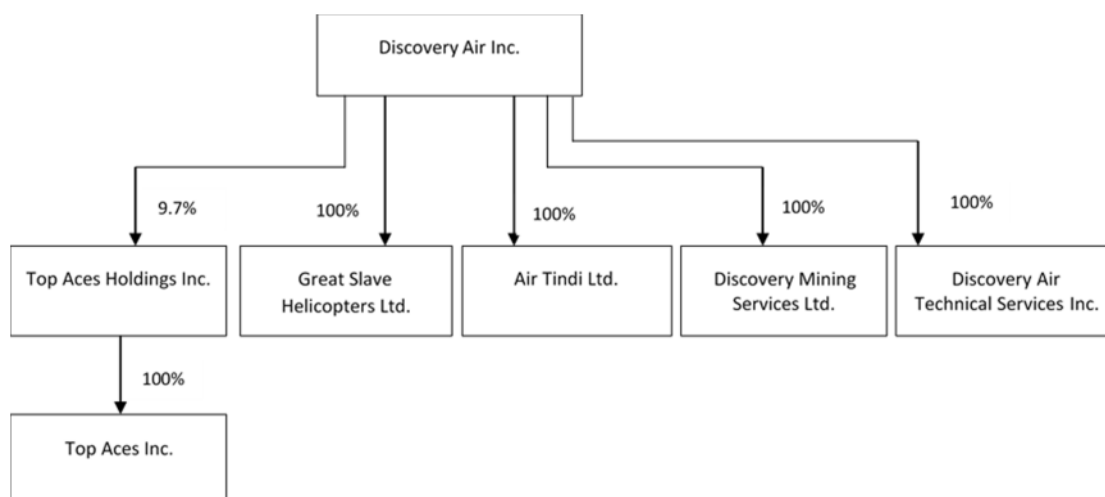 Discovery Air Inc.
9.7%
100%
100%
100%
100%
Top Aces Holdings Inc.
Great Slave
Helicopters Ltd.
Air Tindi Ltd.
Discovery Mining
Services Ltd.
Discovery Air
Technical Services Inc.
100%
Top Aces Inc.